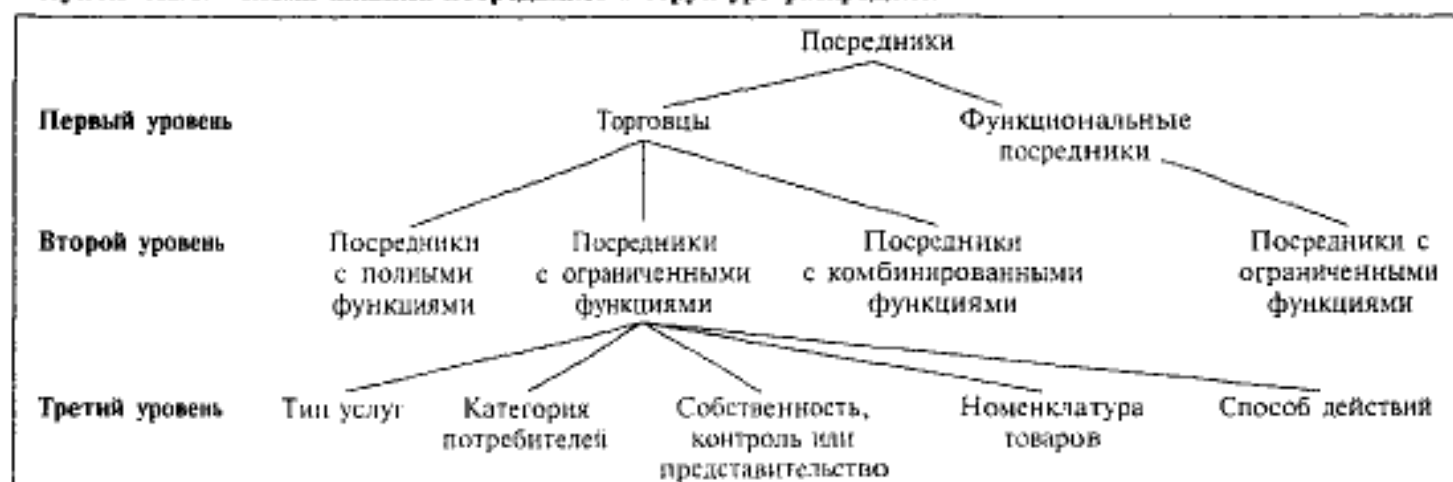 Посредники
Первый уровень
Торговцы
Функциональные
посредники
Второй уровень
Посредники
с полными
функциями
Посредники
с ограниченными
функциями
Посредники
с комбинированными
функциями
Посредники с
ограниченными
функциями
Третий уровень
Тип услуг
Категория
потребителей
Собственность,
контроль или
представительство
Номенклатура
товаров
Способ действий